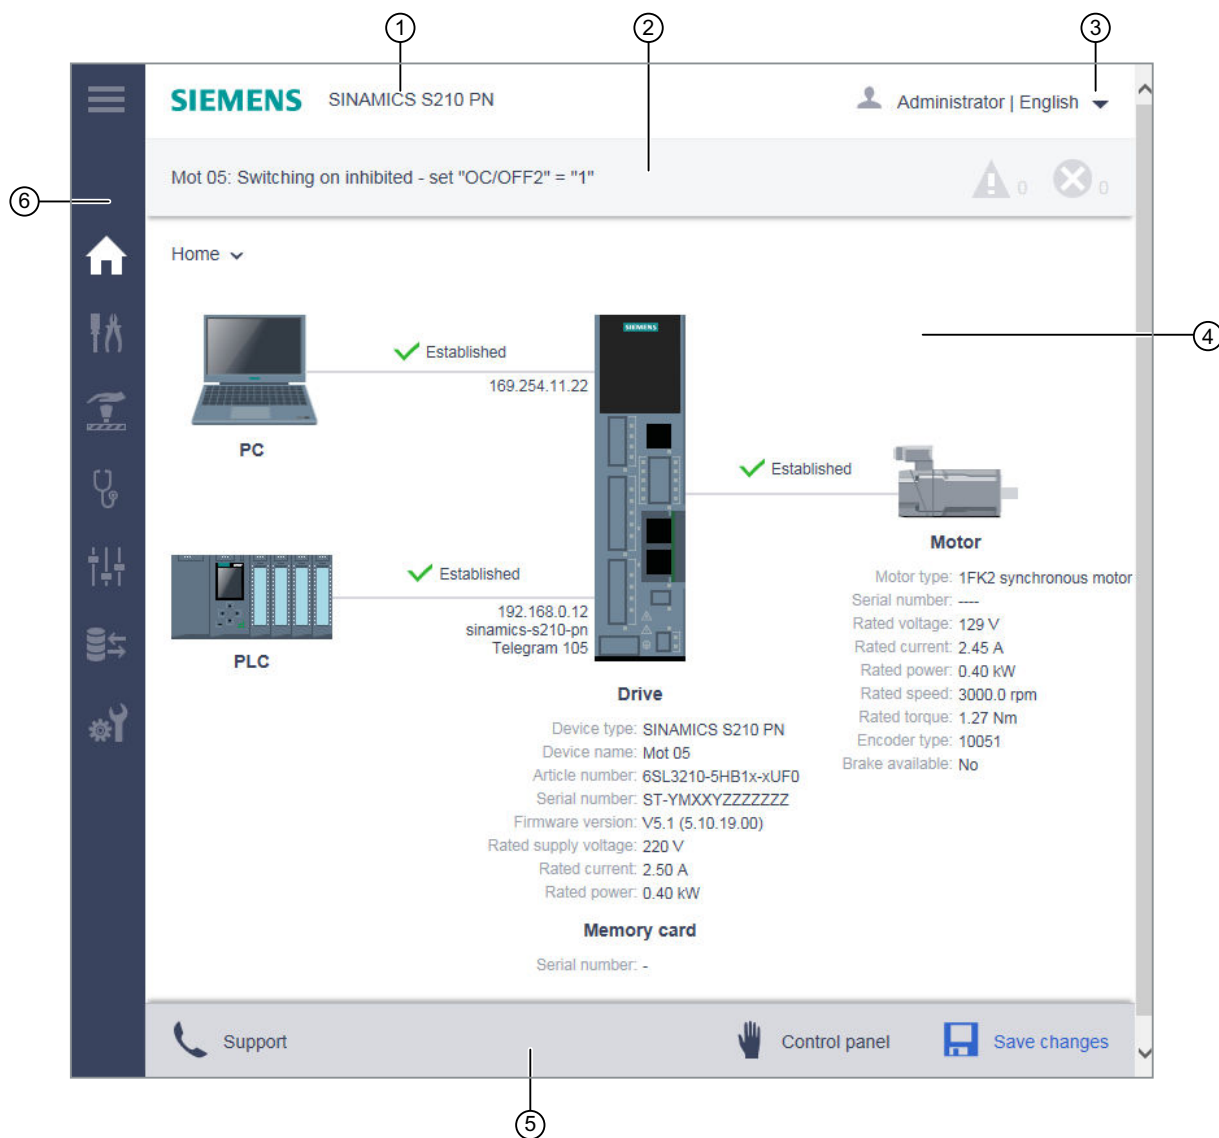 1
2
3
SIEMENS SINAMICS S210 PN
Administrator | English
Mot 05: Switching on inhibited - set "OC/OFF2" = "1"
0
0
6
Home
4
SIEMENS
Established
169.254.11.22
PC
Established
Motor
Motor type: 1FK2 synchronous motor
Serial number: ----
Rated voltage: 129 V
Rated current: 2.45 A
Rated power: 0.40 kW
Rated speed: 3000.0 rpm
Rated torque: 1.27 Nm
Encoder type: 10051
Brake available: No
Established
192.168.0.12
sinamics-s210-pn
Telegram 105
PLC
Drive
Device type: SINAMICS S210 PN
Device name: Mot 05
Article number: 6SL3210-5HB1x-xUF0
Serial number: ST-YMXXYZZZZZZZ
Firmware version: V5.1 (5.10.19.00)
Rated supply voltage: 220 V
Rated current: 2.50 A
Rated power: 0.40 kW
Memory card
Serial number: -
Support
Control panel
Save changes
5